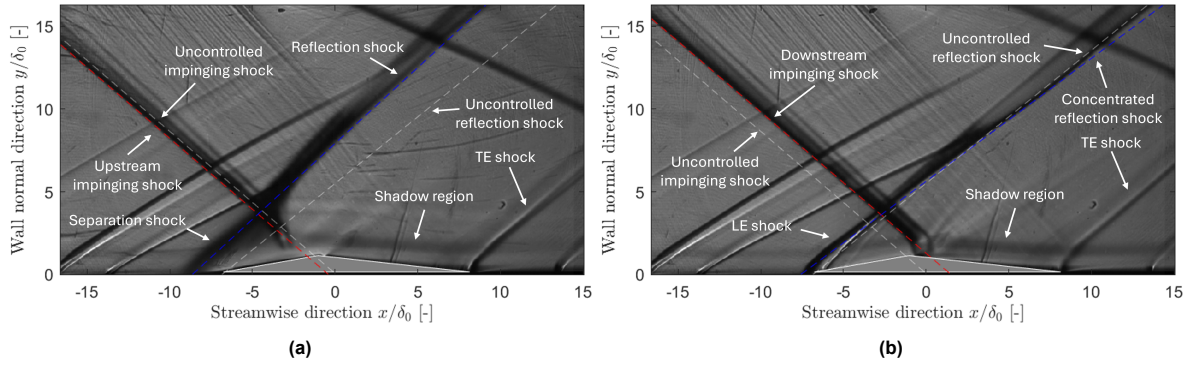 15
10
5
0
-15
-10
-5
0
5
10
15
Wall normal direction y/δ₀ [-]
Streamwise direction x/δ₀ [-]
Uncontrolled
impinging shock
Reflection shock
Uncontrolled
reflection shock
Upstream
impinging shock
TE shock
Separation shock
Shadow region
(a)
15
10
5
0
-15
-10
-5
0
5
10
15
Wall normal direction y/δ₀ [-]
Streamwise direction x/δ₀ [-]
Downstream
impinging shock
Uncontrolled
reflection shock
Concentrated
reflection shock
Uncontrolled
impinging shock
TE shock
LE shock
Shadow region
(b)